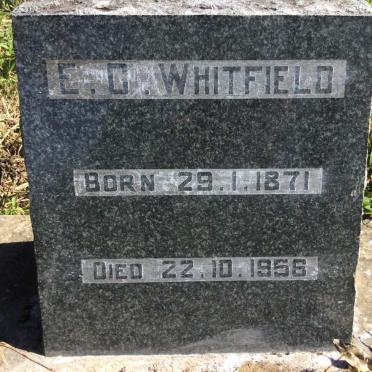 E. D. WHITFIELD
BORN 29.1.1871
DIED 22.10.1956